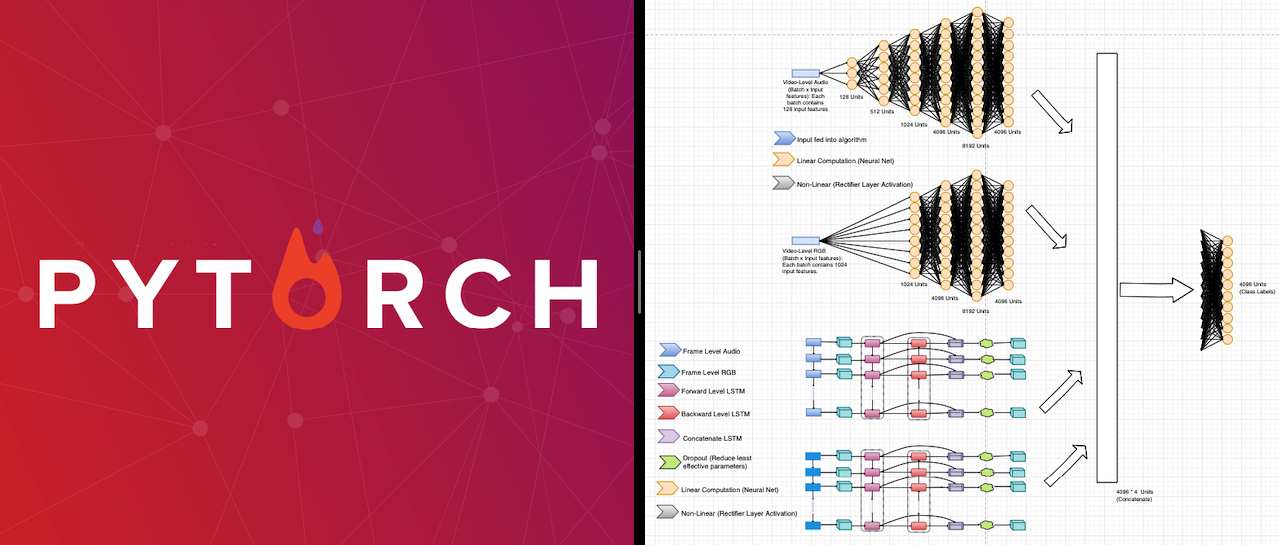 PYTORCH
Video-Level Audio
(Batch x Input
features): Each
batch contains
128 input features
128 Units
512 Units
1024 Units
4096 Units
8192 Units
4096 Units
Input fed into algorithm
Linear Computation (Neural Net)
Non-Linear (Rectifier Layer Activation)
Video-Level RGB
(Batch x Input features):
Each batch contains 1024
input features.
1024 Units
4096 Units
8192 Units
4096 Units
4096 Units
(Class Labels)
Frame Level Audio
Frame Level RGB
Forward Level LSTM
Backward Level LSTM
Concatenate LSTM
Dropout (Reduce least
effective parameters)
Linear Computation (Neural Net)
Non-Linear (Rectifier Layer Activation)
4096 * 4 Units
(Concatenate)